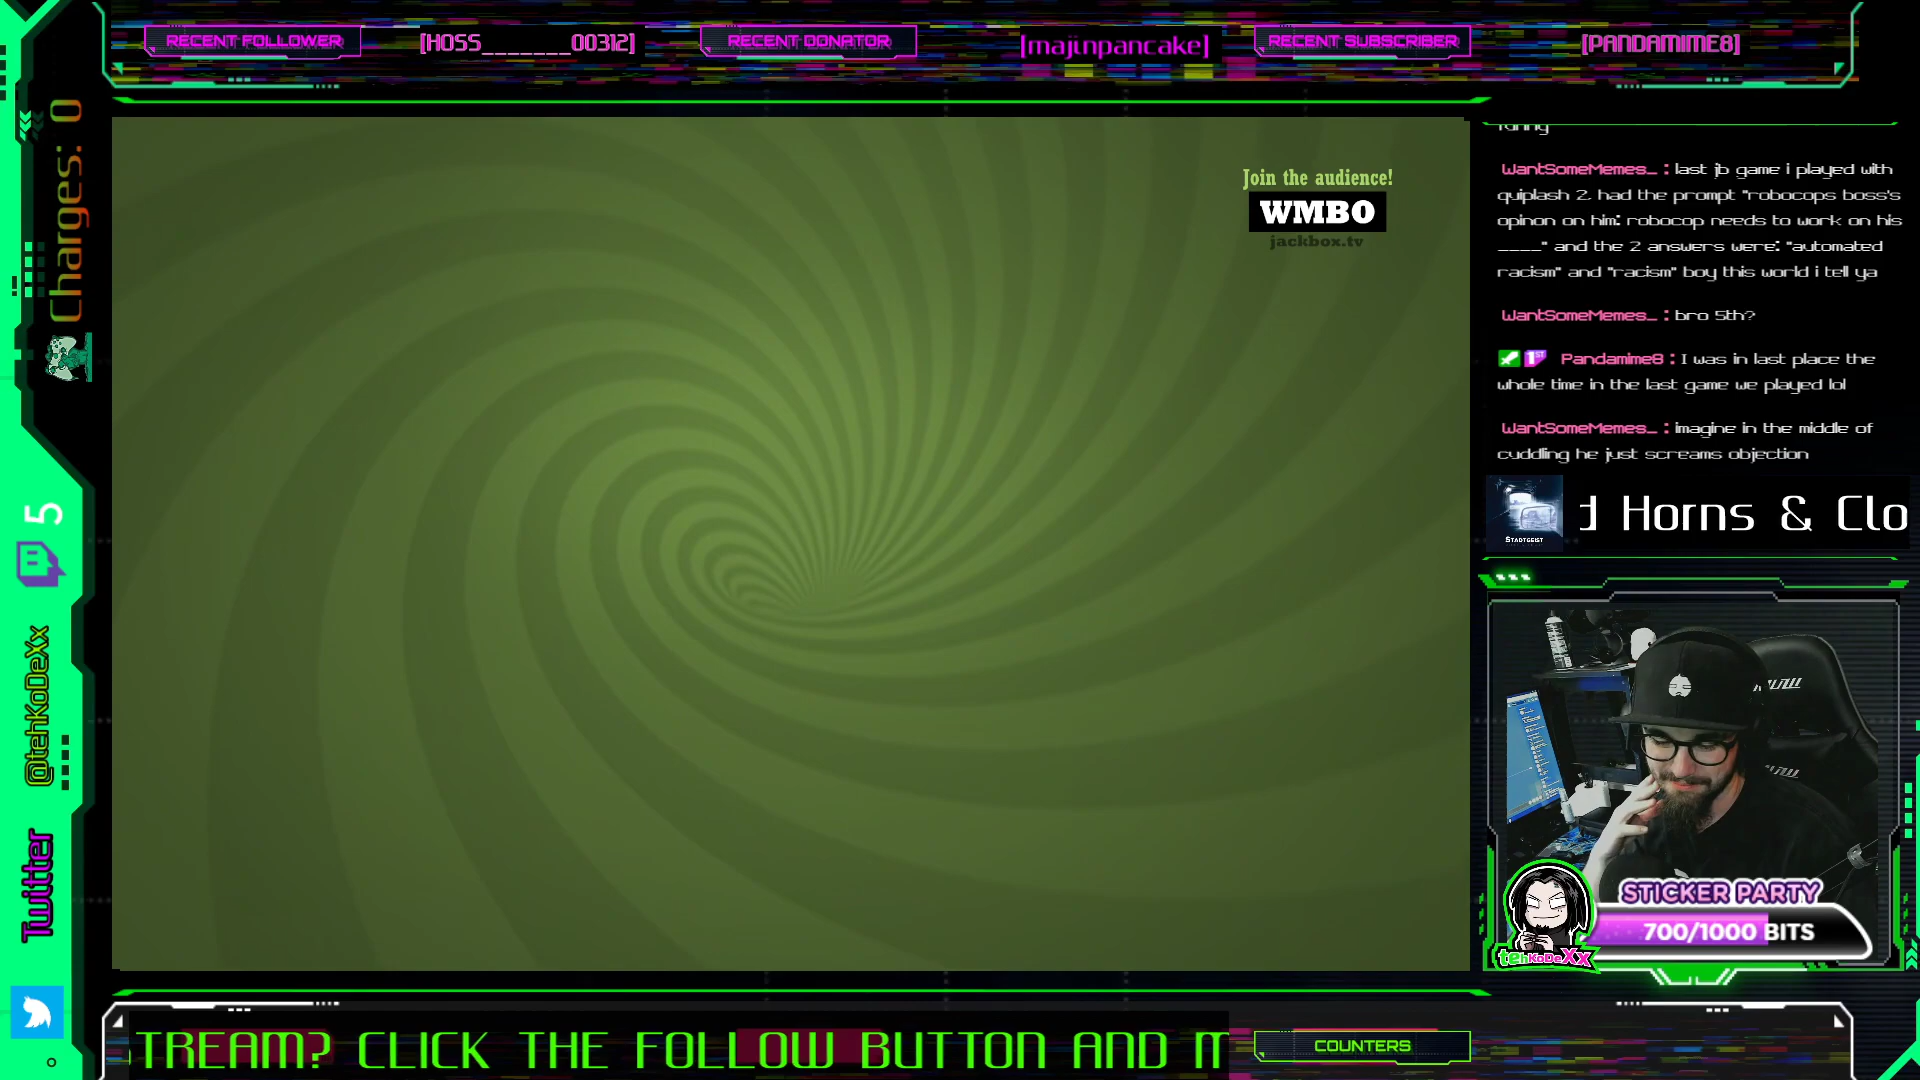 RECENT FOLLOWER
[HOSS_______00312]
RECENT DONATOR
[majinpancake]
RECENT SUBSCRIBER
[PANDAMIME8]
Charges: 0
5
@tehKoDeXx
Twitter
Join the audience!
WMBO
jackbox.tv
funny
WantSomeMemes_ : last jb game i played with
quiplash 2, had the prompt "robocops boss's
opinon on him: robocop needs to work on his
____" and the 2 answers were: "automated
racism" and "racism" boy this world i tell ya
WantSomeMemes_ : bro 5th?
1ST Pandamime8 : I was in last place the
whole time in the last game we played lol
WantSomeMemes_ : imagine in the middle of
cuddling he just screams objection
STADTGEIST
d Horns & Clo
STICKER PARTY
700/1000 BITS
tehKoDeXx
TREAM? CLICK THE FOLLOW BUTTON AND M
COUNTERS